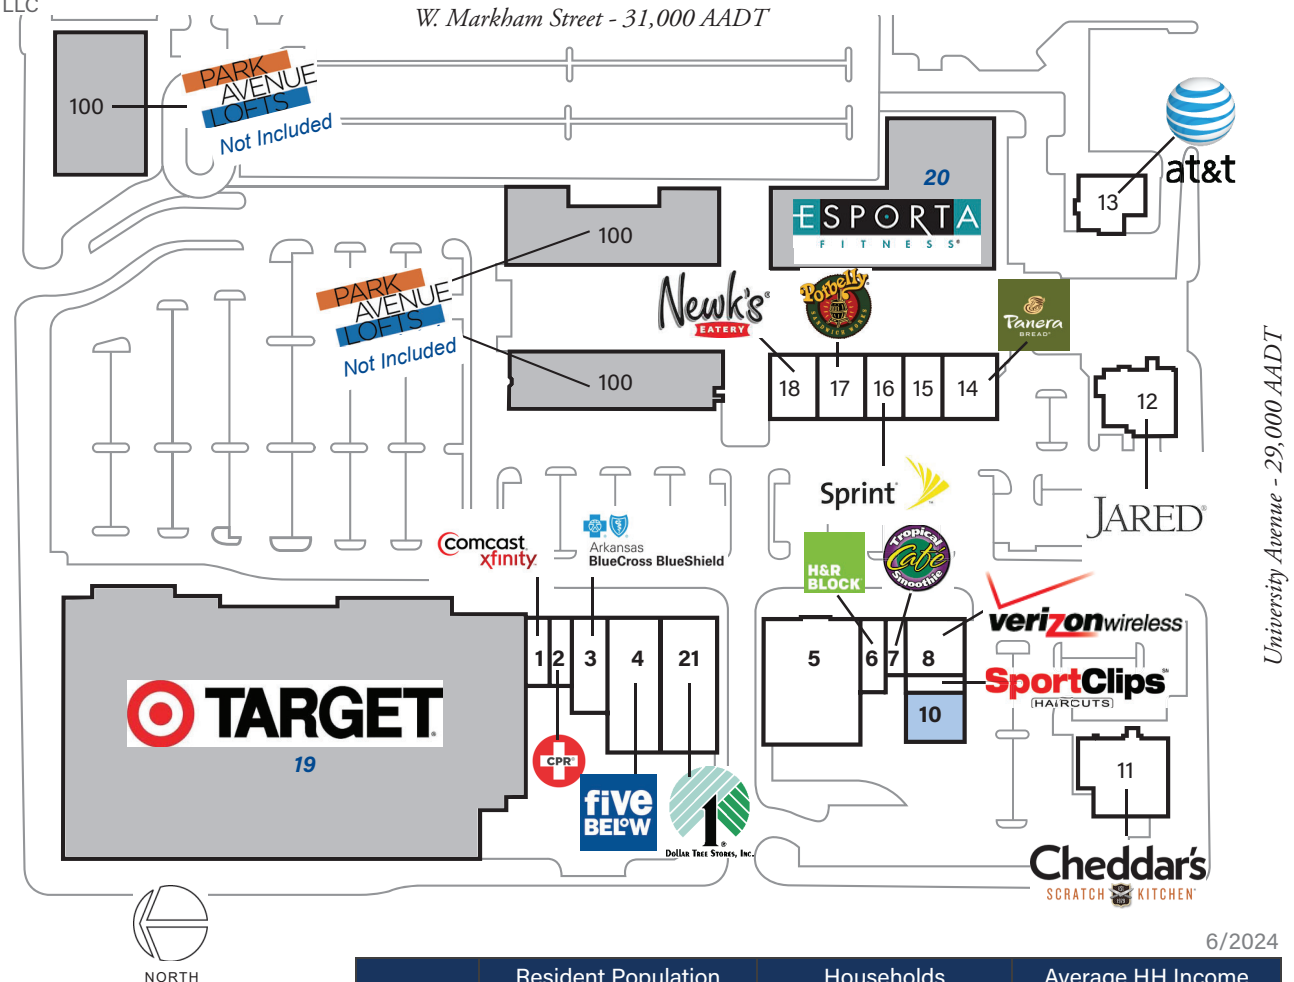 LLC
W. Markham Street - 31,000 AADT
100
PARK
AVENUE
LOFTS
Not Included
at&t
13
20
ESPORTA
FITNESS
100
PARK
AVENUE
LOFTS
Not Included
100
Newk's
EATERY
Potbelly
SANDWICH WORKS
Panera
BREAD
18
17
16
15
14
12
University Avenue - 29,000 AADT
Sprint
JARED
comcast
xfinity
Arkansas
BlueCross BlueShield
H&R
BLOCK
Tropical
Café
Smoothie
verizonwireless
1
2
3
4
21
5
6
7
8
SportClips
HAIRCUTS
10
TARGET
19
CPR
five
BELOW
DOLLAR TREE STORES, INC.
11
Cheddar's
SCRATCH KITCHEN
NORTH
6/2024
Resident Population
Households
Average HH Income